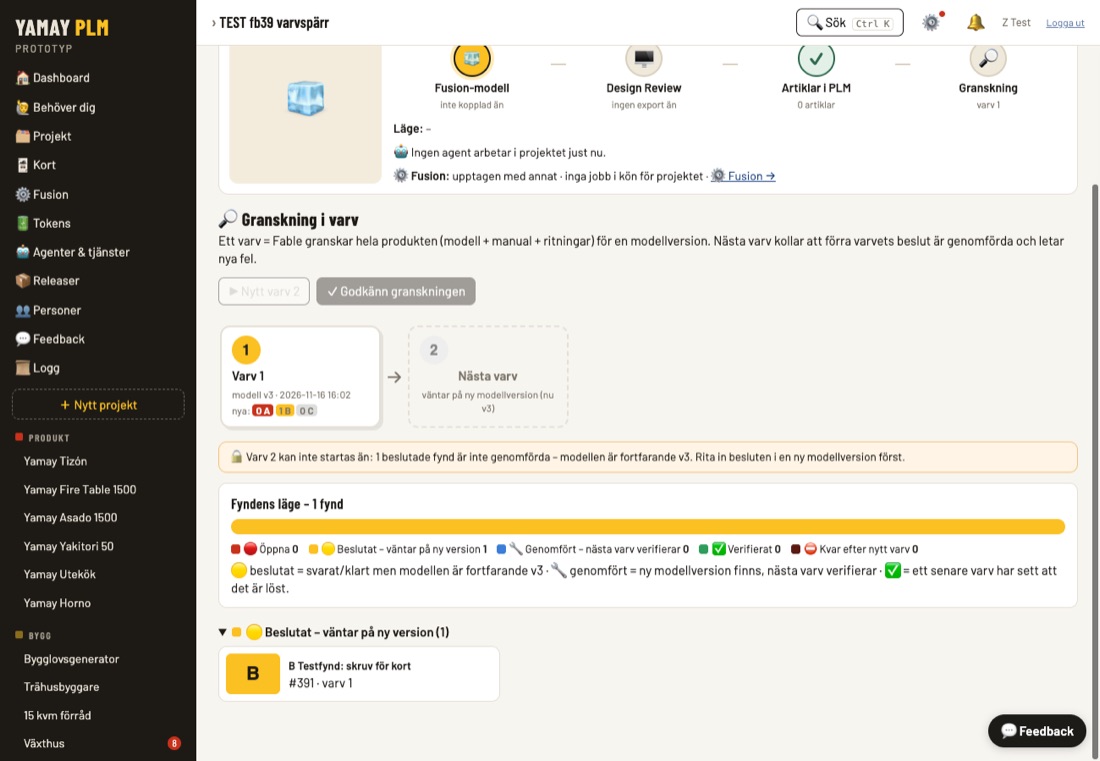 YAMAY PLM
PROTOTYP
Dashboard
Behöver dig
Projekt
Kort
Fusion
Tokens
Agenter & tjänster
Releaser
Personer
Feedback
Logg
+ Nytt projekt
PRODUKT
Yamay Tizón
Yamay Fire Table 1500
Yamay Asado 1500
Yamay Yakitori 50
Yamay Utekök
Yamay Horno
BYGG
Bygglovsgenerator
Trähusbyggare
15 kvm förråd
Växthus 8
› TEST fb39 varvspärr
Sök Ctrl K
Z Test
Logga ut
Fusion-modell
inte kopplad än
—
Design Review
ingen export än
—
Artiklar i PLM
0 artiklar
—
Granskning
varv 1
Läge: –
Ingen agent arbetar i projektet just nu.
Fusion: upptagen med annat · inga jobb i kön för projektet · Fusion →
Granskning i varv
Ett varv = Fable granskar hela produkten (modell + manual + ritningar) för en modellversion. Nästa varv kollar att förra varvets beslut är genomförda och letar
nya fel.
▶ Nytt varv 2
✓ Godkänn granskningen
1
Varv 1
modell v3 · 2026-11-16 16:02
nya: 0 A 1 B 0 C
→
2
Nästa varv
väntar på ny modellversion (nu
v3)
Varv 2 kan inte startas än: 1 beslutade fynd är inte genomförda – modellen är fortfarande v3. Rita in besluten i en ny modellversion först.
Fyndens läge – 1 fynd
Öppna 0 Beslutat – väntar på ny version 1 Genomfört – nästa varv verifierar 0 Verifierat 0 Kvar efter nytt varv 0
beslutat = svarat/klart men modellen är fortfarande v3 · genomfört = ny modellversion finns, nästa varv verifierar · = ett senare varv har sett att
det är löst.
▼ Beslutat – väntar på ny version (1)
B
B Testfynd: skruv för kort
#391 · varv 1
Feedback